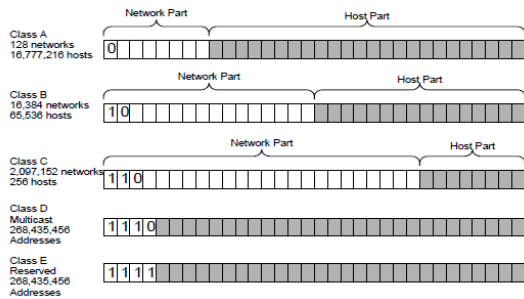 Network Part Host Part
Class A
128 networks
16,777,216 hosts
0
Network Part Host Part
Class B
16,384 networks
65,536 hosts
1 0
Network Part Host Part
Class C
2,097,152 networks
256 hosts
1 1 0
Class D
Multicast
268,435,456
Addresses
1 1 1 0
Class E
Reserved
268,435,456
Addresses
1 1 1 1